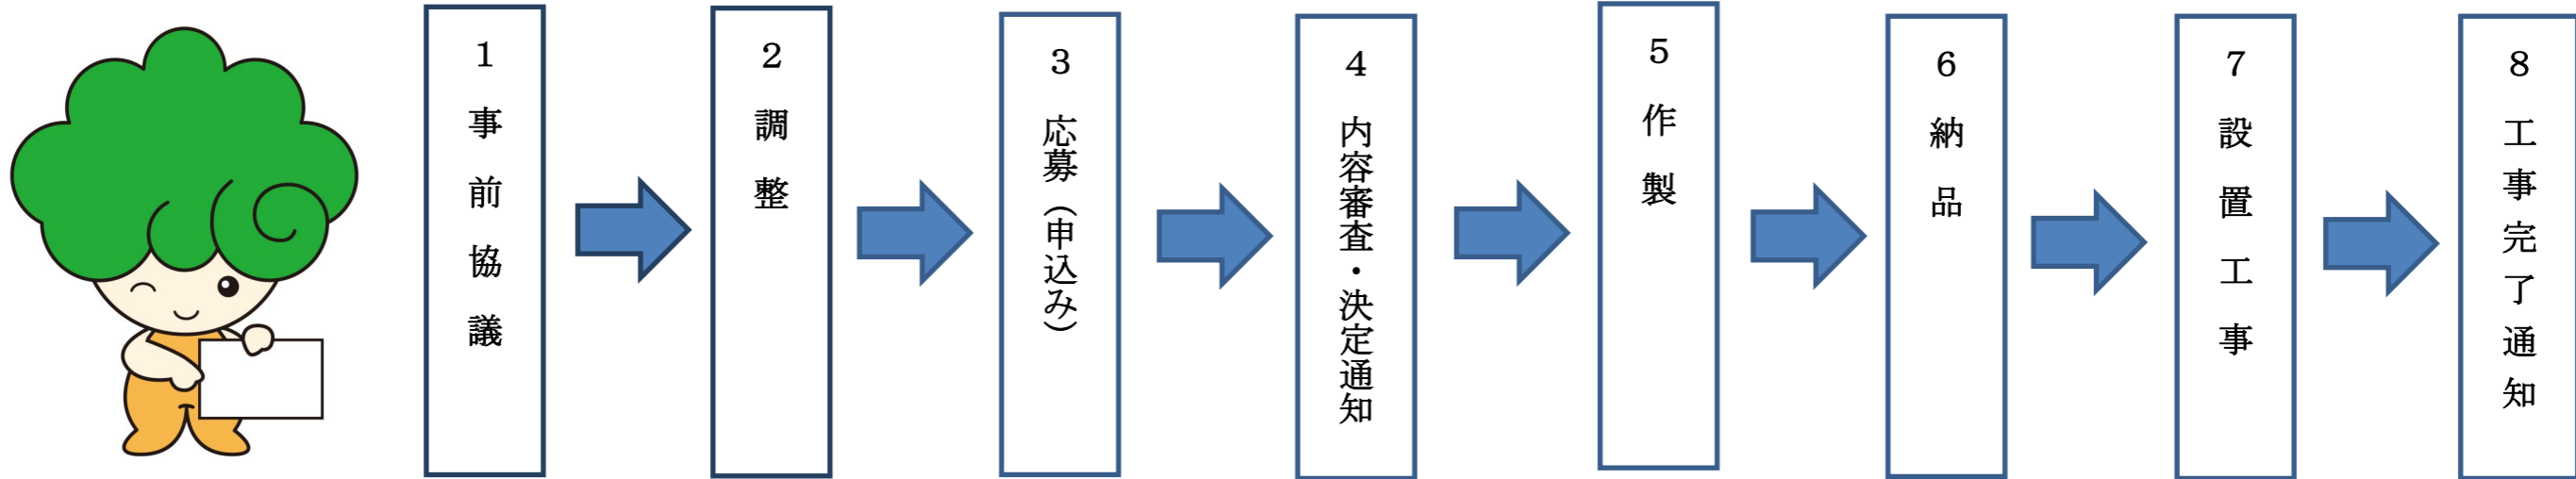 1 事前協議
2 調整
3 応募（申込み）
4 内容審査・決定通知
5 作製
6 納品
7 設置工事
8 工事完了通知